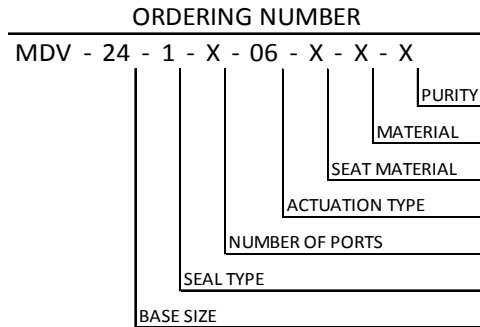 ORDERING NUMBER
MDV - 24 - 1 - X - 06 - X - X - X
PURITY
MATERIAL
SEAT MATERIAL
ACTUATION TYPE
NUMBER OF PORTS
SEAL TYPE
BASE SIZE